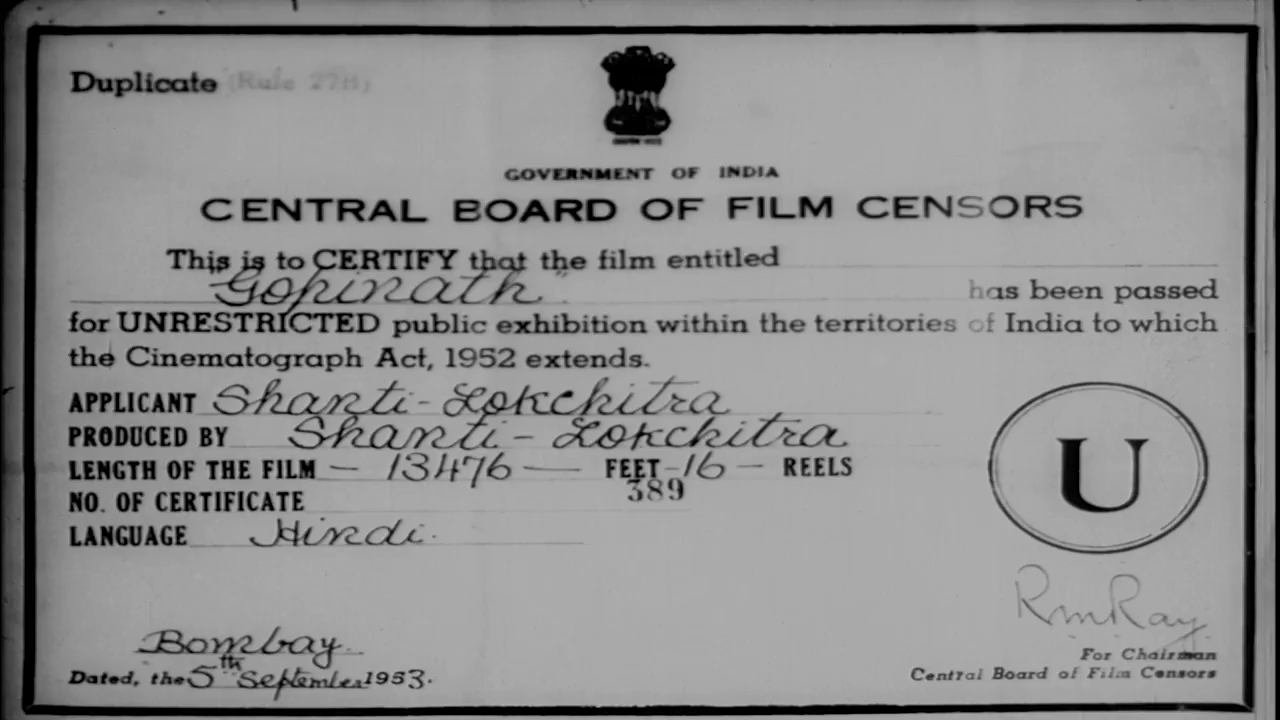 Duplicate (Rule 27B)
GOVERNMENT OF INDIA
CENTRAL BOARD OF FILM CENSORS
This is to CERTIFY that the film entitled
"Gopinath" has been passed
for UNRESTRICTED public exhibition within the territories of India to which
the Cinematograph Act, 1952 extends.
APPLICANT Shanti-Lokchitra
PRODUCED BY Shanti-Lokchitra
LENGTH OF THE FILM — 13476 — FEET -16- REELS
NO. OF CERTIFICATE 389
LANGUAGE Hindi.
U
Bombay
Dated, the 5th September 1953.
RmRay
For Chairman
Central Board of Film Censors